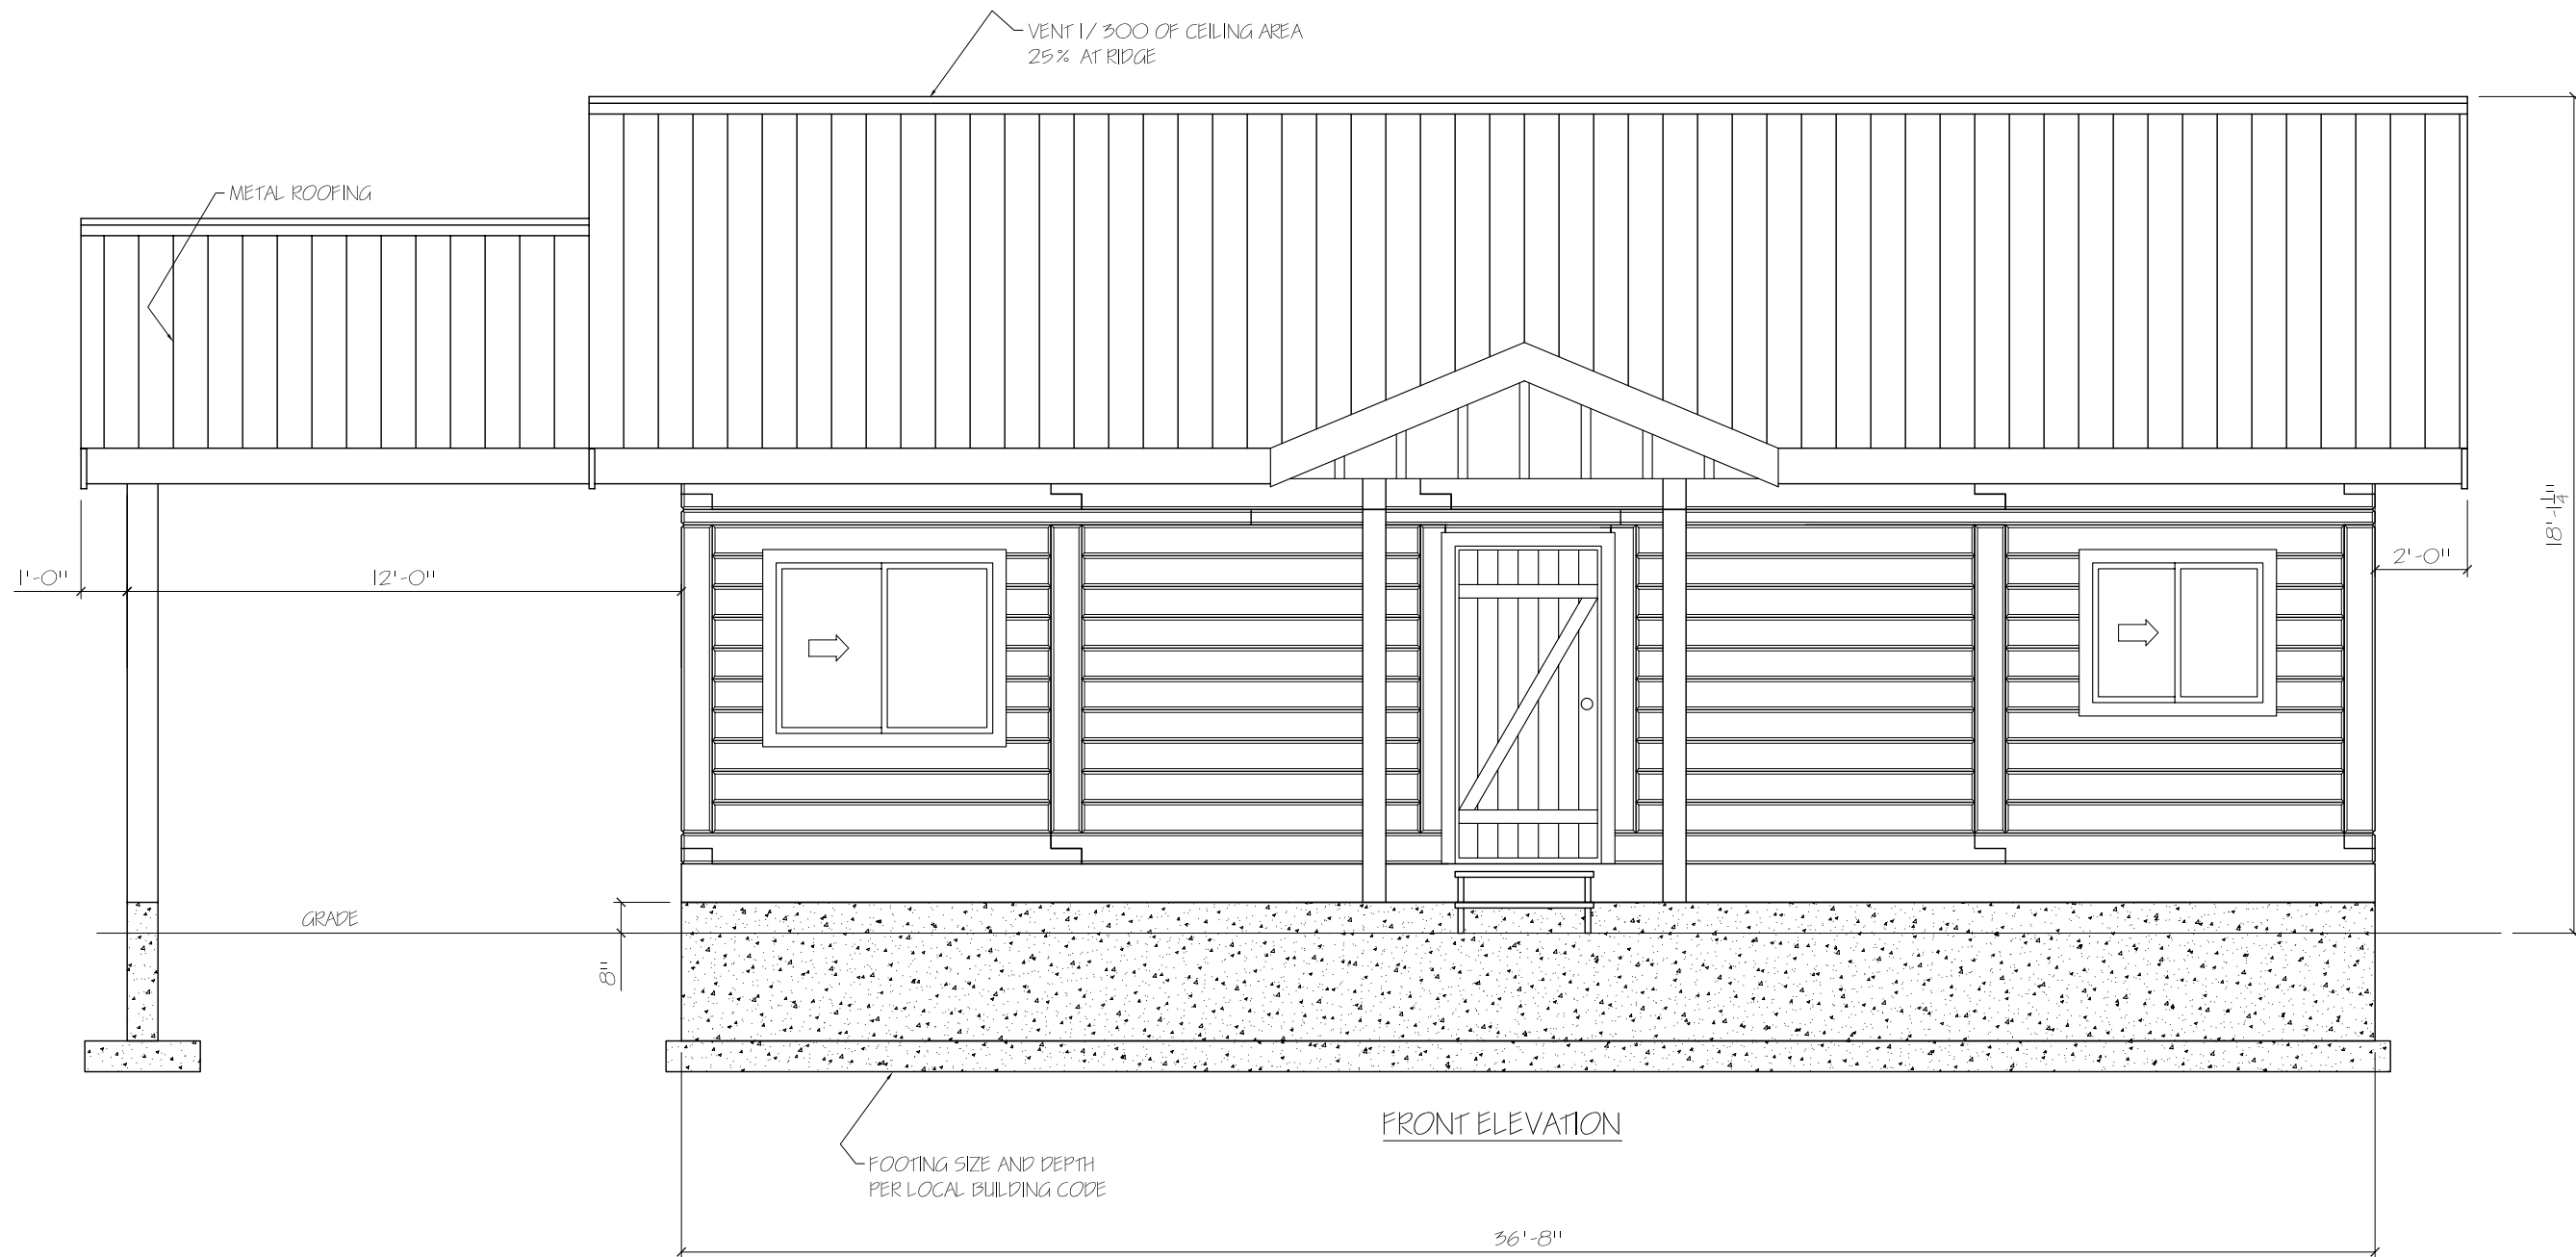 VENT 1/300 OF CEILING AREA
25% AT RIDGE
METAL ROOFING
18'-1 1/4"
1'-0"
12'-0"
2'-0"
GRADE
8"
FRONT ELEVATION
FOOTING SIZE AND DEPTH
PER LOCAL BUILDING CODE
36'-8"